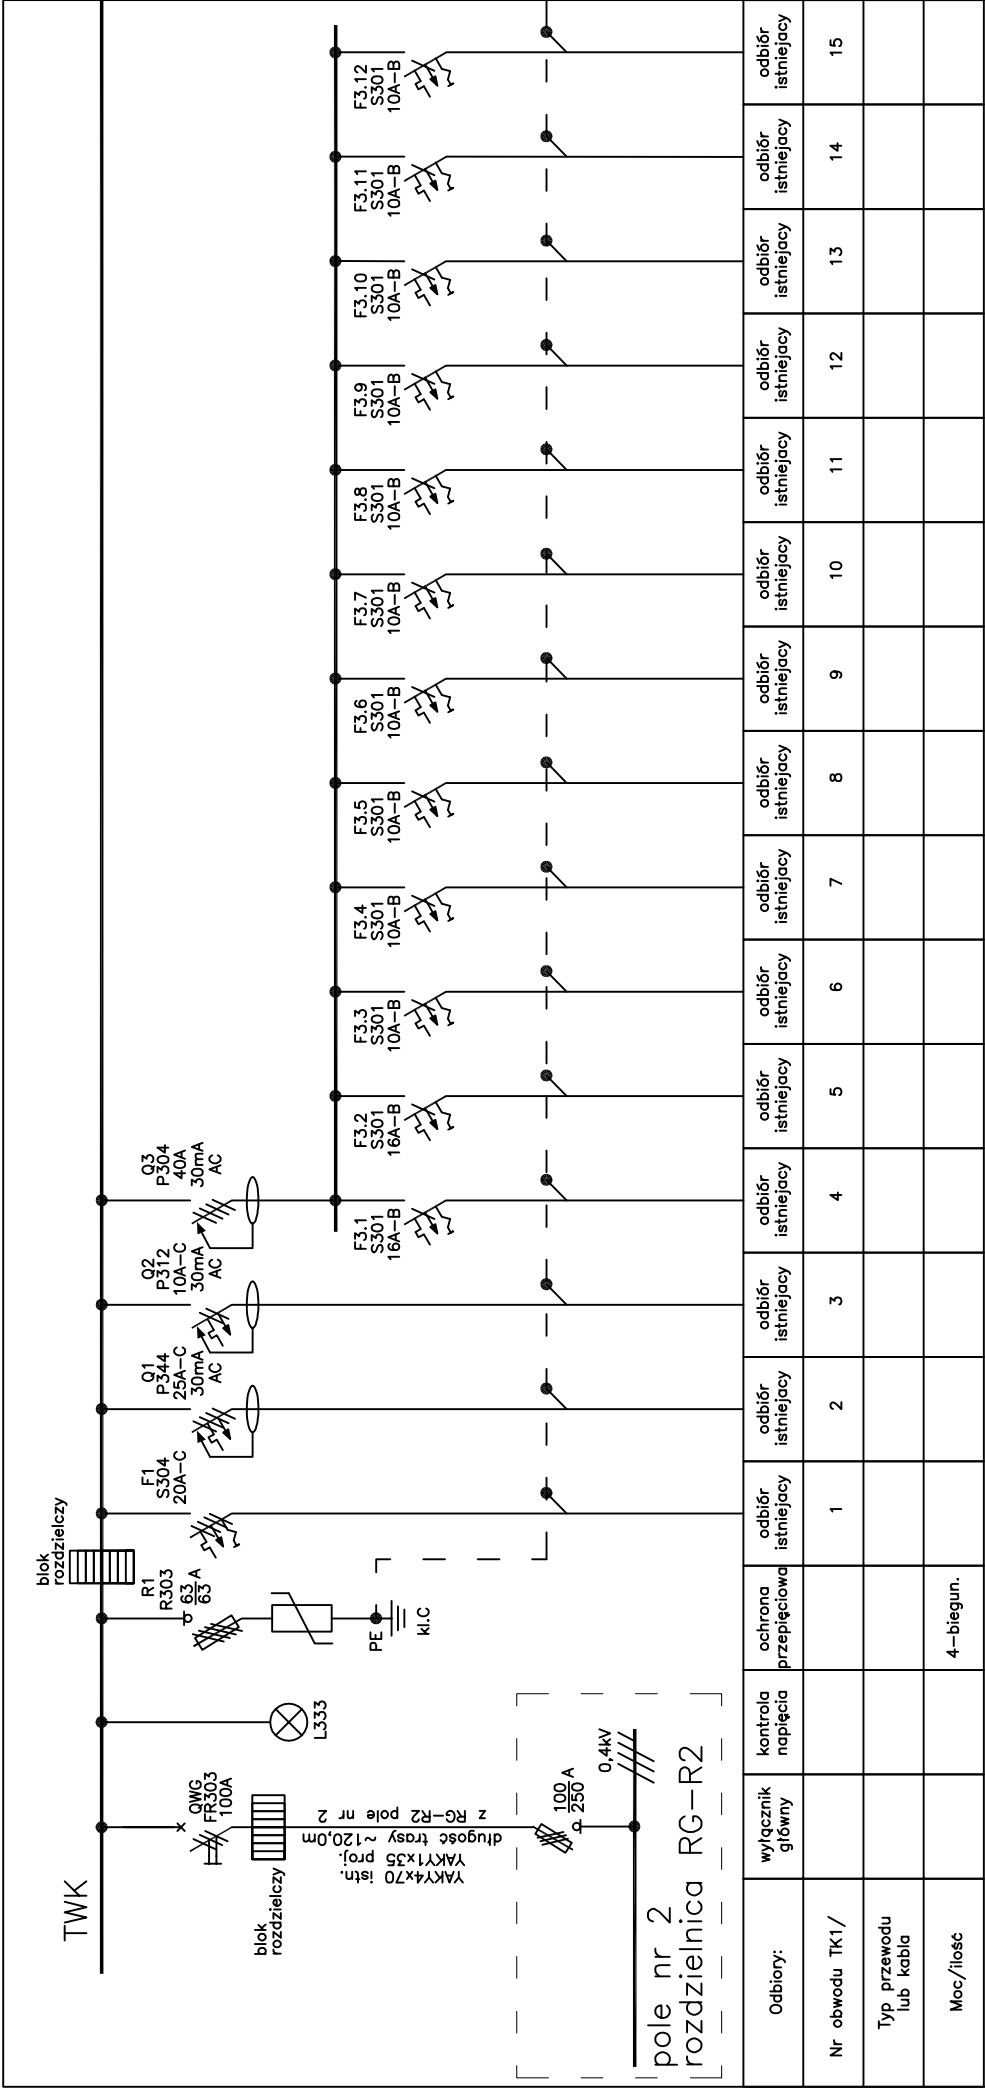 TWK
QWG
FR303
100A
blok
rozdzielczy
YAKY4x70 istn.
YAKY1x35 proj.
długość trasy ~120,0m
z RG-R2 pole nr 2
100
250
A
0,4kV
pole nr 2
rozdzielnica RG-R2
L333
R1
R303
63
63
A
PE
kl.C
blok
rozdzielczy
F1
S304
20A-C
Q1
P344
25A-C
30mA
AC
Q2
P312
10A-C
30mA
AC
Q3
P304
40A
30mA
AC
F3.1
S301
16A-B
F3.2
S301
16A-B
F3.3
S301
10A-B
F3.4
S301
10A-B
F3.5
S301
10A-B
F3.6
S301
10A-B
F3.7
S301
10A-B
F3.8
S301
10A-B
F3.9
S301
10A-B
F3.10
S301
10A-B
F3.11
S301
10A-B
F3.12
S301
10A-B
Odbiory:
wyłącznik
główny
kontrola
napięcia
ochrona
przepięciowa
odbiór
istniejacy
odbiór
istniejacy
odbiór
istniejacy
odbiór
istniejacy
odbiór
istniejacy
odbiór
istniejacy
odbiór
istniejacy
odbiór
istniejacy
odbiór
istniejacy
odbiór
istniejacy
odbiór
istniejacy
odbiór
istniejacy
odbiór
istniejacy
odbiór
istniejacy
odbiór
istniejacy
Nr obwodu TK1/
1
2
3
4
5
6
7
8
9
10
11
12
13
14
15
Typ przewodu
lub kabla
Moc/ilość
4-biegun.